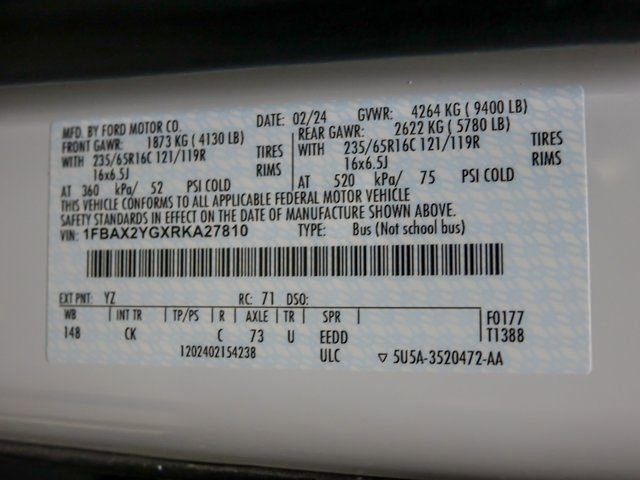 MFD. BY FORD MOTOR CO. DATE: 02/24 GVWR: 4264 KG ( 9400 LB)
FRONT GAWR: 1873 KG ( 4130 LB) REAR GAWR: 2622 KG ( 5780 LB)
WITH 235/65R16C 121/119R TIRES WITH 235/65R16C 121/119R TIRES
16x6.5J RIMS 16x6.5J RIMS
AT 360 kPa/ 52 PSI COLD AT 520 kPa/ 75 PSI COLD
THIS VEHICLE CONFORMS TO ALL APPLICABLE FEDERAL MOTOR VEHICLE
SAFETY STANDARDS IN EFFECT ON THE DATE OF MANUFACTURE SHOWN ABOVE.
VIN: 1FBAX2YGXRKA27810 TYPE: Bus (Not school bus)
EXT PNT: YZ RC: 71 DSO:
WB INT TR TP/PS R AXLE TR SPR F0177
148 CK C 73 U EEDD T1388
1202402154238 ULC ▽ 5U5A-3520472-AA